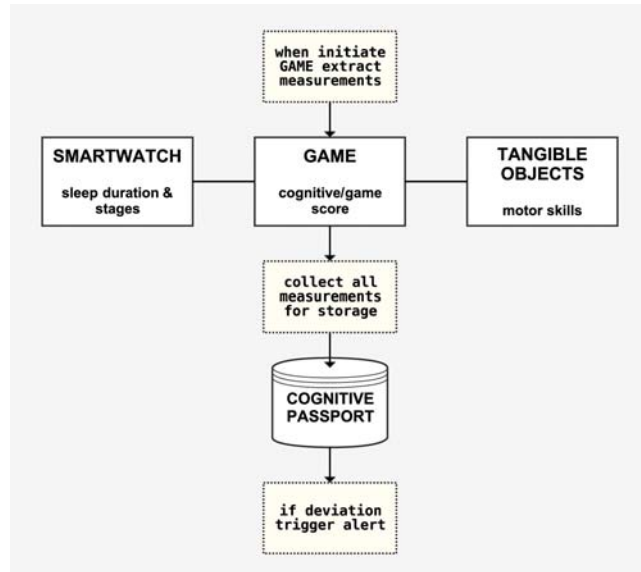 when initiate
GAME extract
measurements
SMARTWATCH
sleep duration &
stages
GAME
cognitive/game
score
TANGIBLE
OBJECTS
motor skills
collect all
measurements
for storage
COGNITIVE
PASSPORT
if deviation
trigger alert